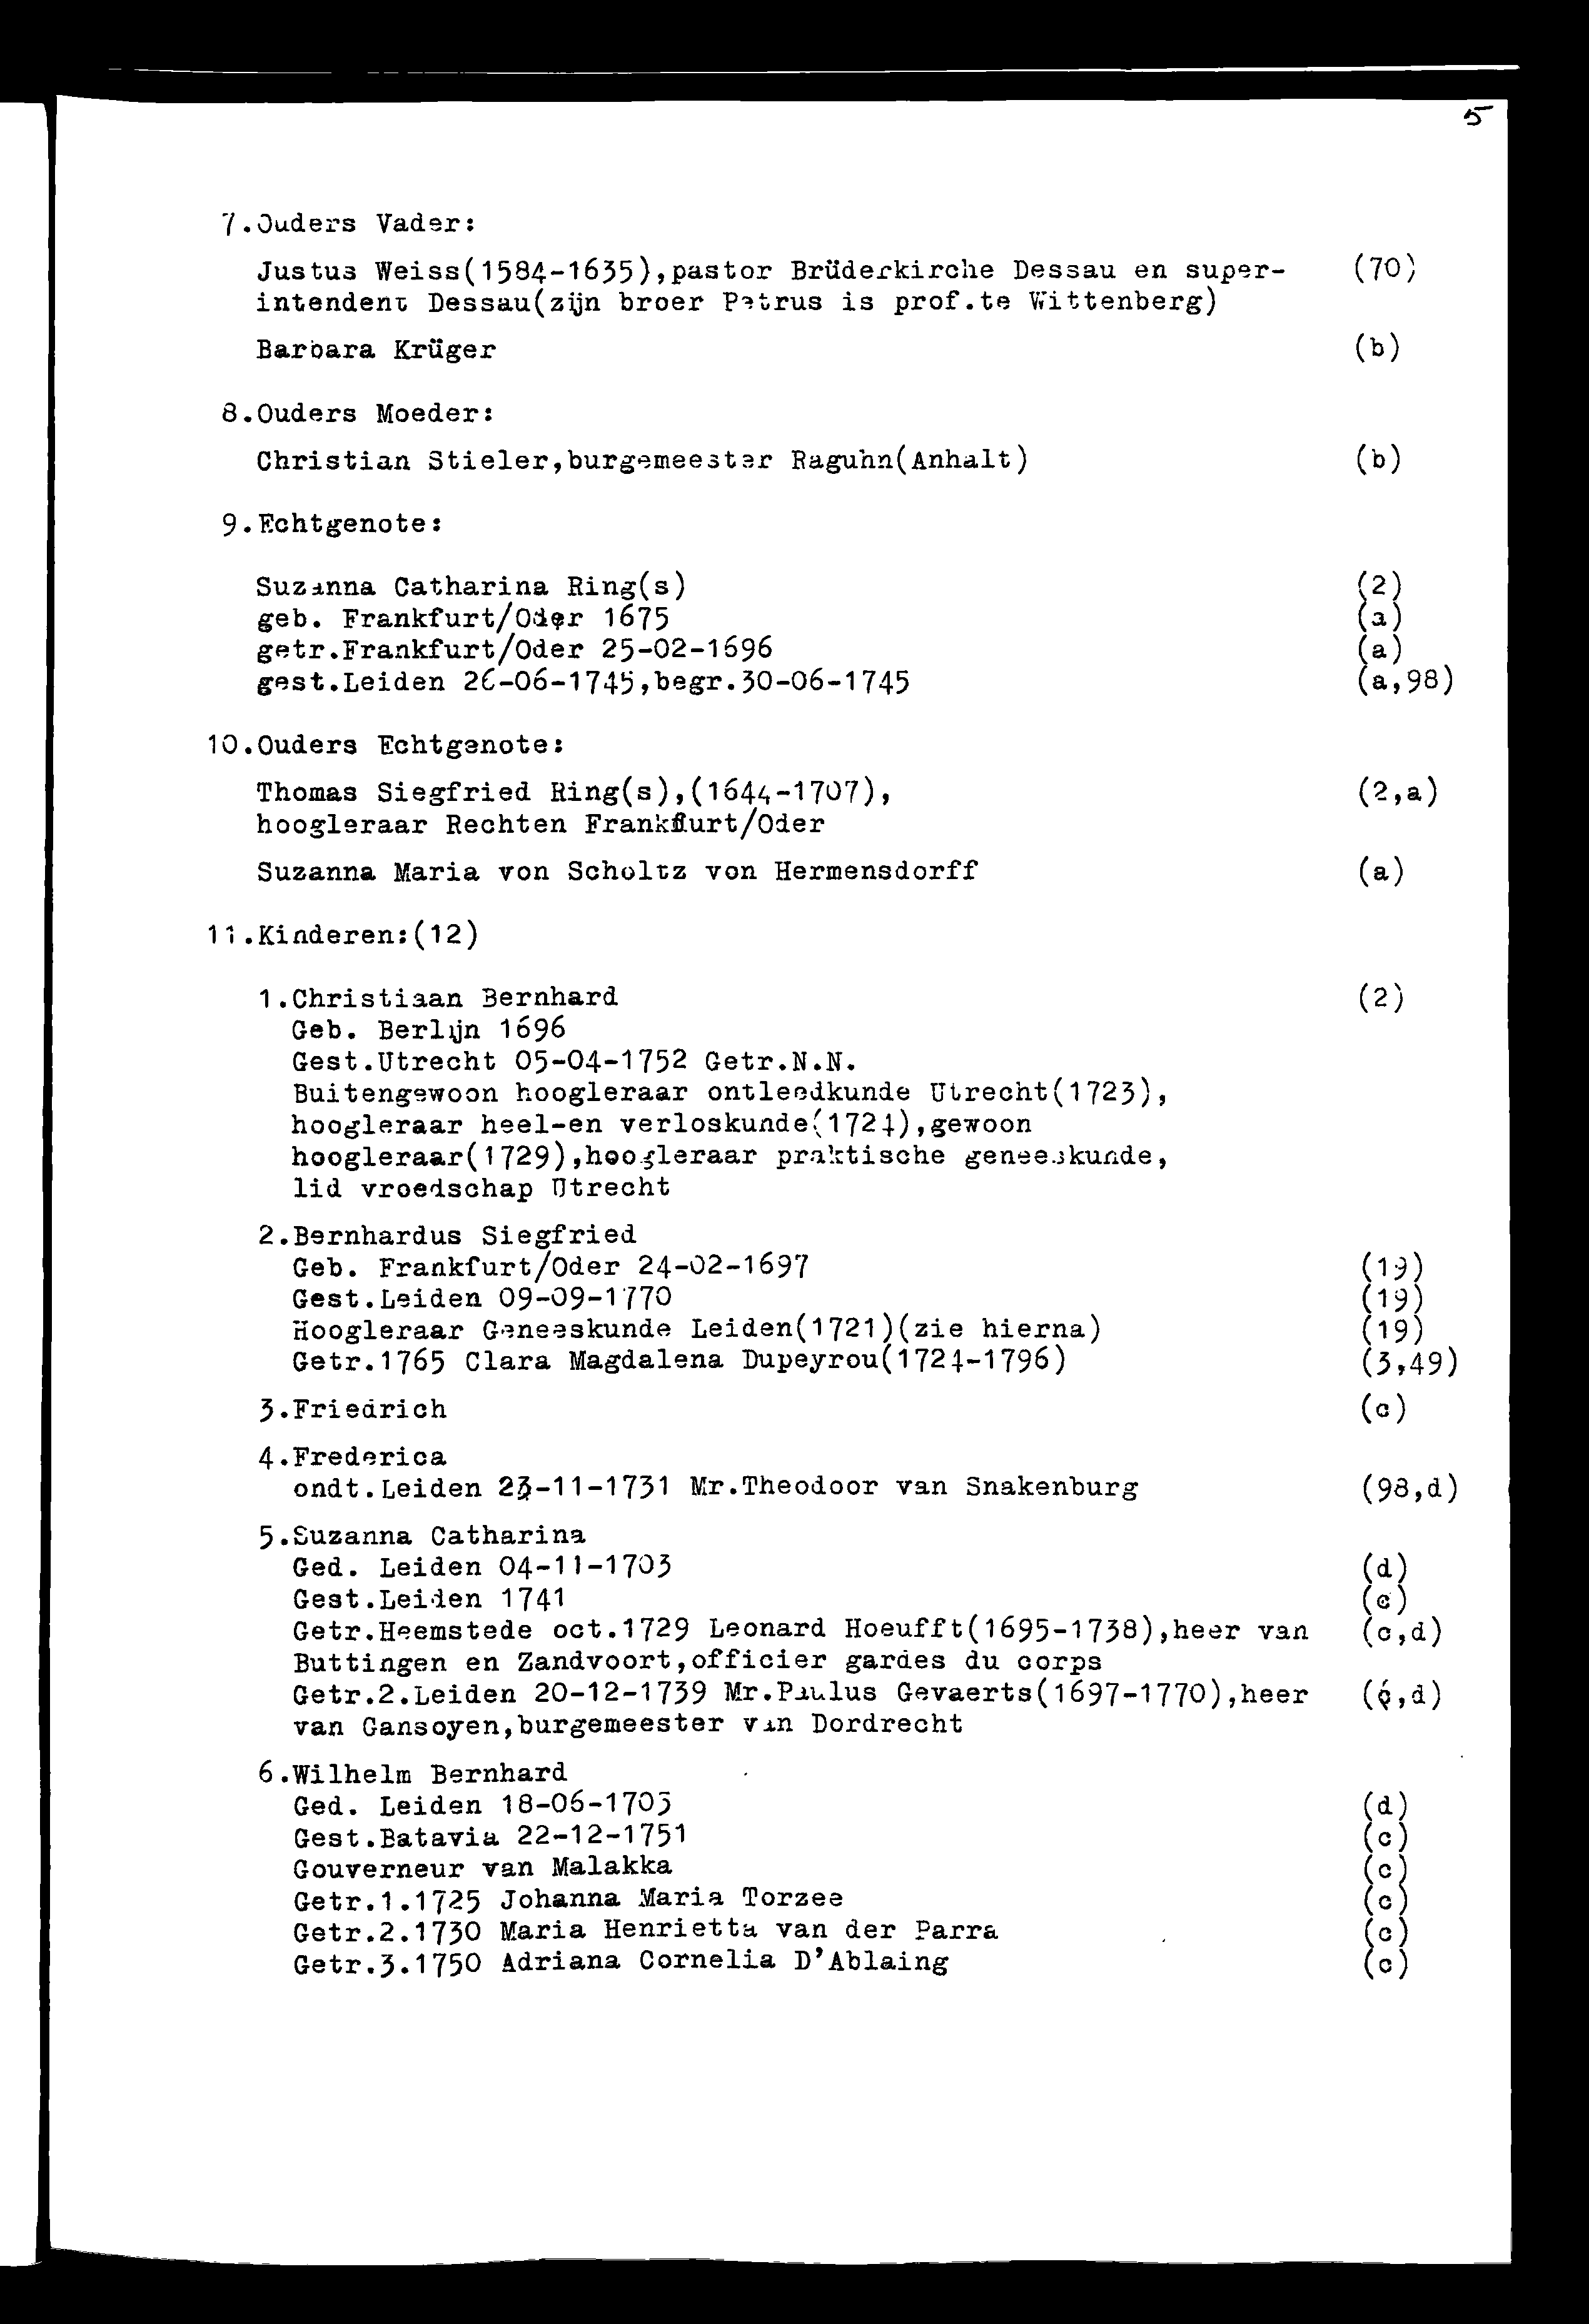 5
7.Ouders Vader:
Justus Weiss(1584-1635),pastor Brüderkirche Dessau en super- (70)
intendent Dessau(zijn broer Petrus is prof.te Wittenberg)
Barbara Krüger (b)
8.Ouders Moeder:
Christian Stieler,burgemeester Raguhn(Anhalt) (b)
9.Echtgenote:
Suzanna Catharina Ring(s) (2)
geb. Frankfurt/Oder 1675 (a)
getr.Frankfurt/Oder 25-02-1696 (a)
gest.Leiden 26-06-1745,begr.30-06-1745 (a,98)
10.Ouders Echtgenote:
Thomas Siegfried Ring(s),(1644-1707), (2,a)
hoogleraar Rechten Frankfurt/Oder
Suzanna Maria von Scholtz von Hermensdorff (a)
11.Kinderen:(12)
1.Christiaan Bernhard (2)
Geb. Berlijn 1696
Gest.Utrecht 05-04-1752 Getr.N.N.
Buitengewoon hoogleraar ontleedkunde Utrecht(1723),
hoogleraar heel-en verloskunde(1724),gewoon
hoogleraar(1729),hoogleraar praktische geneeskunde,
lid vroedschap Utrecht
2.Bernhardus Siegfried
Geb. Frankfurt/Oder 24-02-1697 (19)
Gest.Leiden 09-09-1770 (19)
Hoogleraar Geneeskunde Leiden(1721)(zie hierna) (19)
Getr.1765 Clara Magdalena Dupeyrou(1724-1796) (3,49)
3.Friedrich (c)
4.Frederica
ondt.Leiden 23-11-1731 Mr.Theodoor van Snakenburg (98,d)
5.Suzanna Catharina
Ged. Leiden 04-11-1703 (d)
Gest.Leiden 1741 (c)
Getr.Heemstede oct.1729 Leonard Hoeufft(1695-1738),heer van (c,d)
Buttingen en Zandvoort,officier gardes du corps
Getr.2.Leiden 20-12-1739 Mr.Paulus Gevaerts(1697-1770),heer (c,d)
van Gansoyen,burgemeester van Dordrecht
6.Wilhelm Bernhard
Ged. Leiden 18-06-1705 (d)
Gest.Batavia 22-12-1751 (c)
Gouverneur van Malakka (c)
Getr.1.1725 Johanna Maria Torzee (c)
Getr.2.1730 Maria Henrietta van der Parra (c)
Getr.3.1750 Adriana Cornelia D'Ablaing (c)